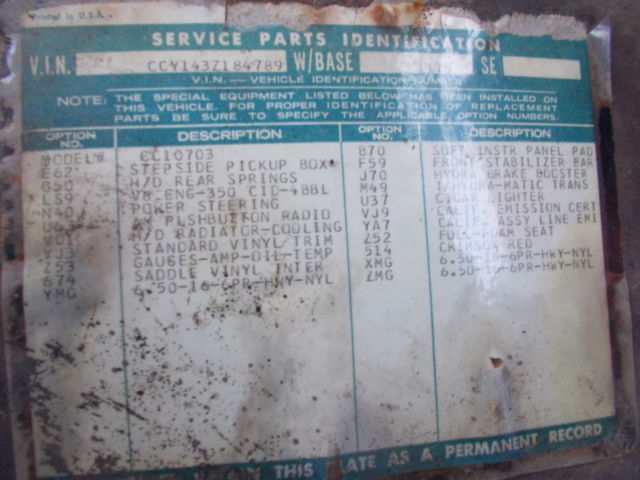 Printed in U.S.A.
SERVICE PARTS IDENTIFICATION
V.I.N. CCY143Z184789 W/BASE SE
V.I.N. — VEHICLE IDENTIFICATION NUMBER
NOTE: THE SPECIAL EQUIPMENT LISTED BELOW HAS BEEN INSTALLED ON
THIS VEHICLE. FOR PROPER IDENTIFICATION OF REPLACEMENT
PARTS BE SURE TO SPECIFY THE APPLICABLE OPTION NUMBERS.
OPTION NO. DESCRIPTION OPTION NO. DESCRIPTION
MODEL# CC10703 B70 SOFT INSTR PANEL PAD
E62 STEPSIDE PICKUP BOX F59 FRONT STABILIZER BAR
G50 H/D REAR SPRINGS J70 HYDRA BRAKE BOOSTER
LS9 V8 ENG-350 CID-4BBL M49 HYDRA-MATIC TRANS
N40 POWER STEERING U37 CIGAR LIGHTER
PUSHBUTTON RADIO VJ9 CALIF. EMISSION CERT
V01 H/D RADIATOR-COOLING YA7 CALIF. ASSY LINE EMI
YJ3 STANDARD VINYL TRIM Z52 FULL-FOAM SEAT
Z53 GAUGES-AMP-OIL-TEMP 514 CRIMSON RED
674 SADDLE VINYL INTER XMG 6.50-16-6PR-HWY-NYL
YMG 6.50-16-6PR-HWY-NYL ZMG 6.50-16-6PR-HWY-NYL
THIS PLATE AS A PERMANENT RECORD